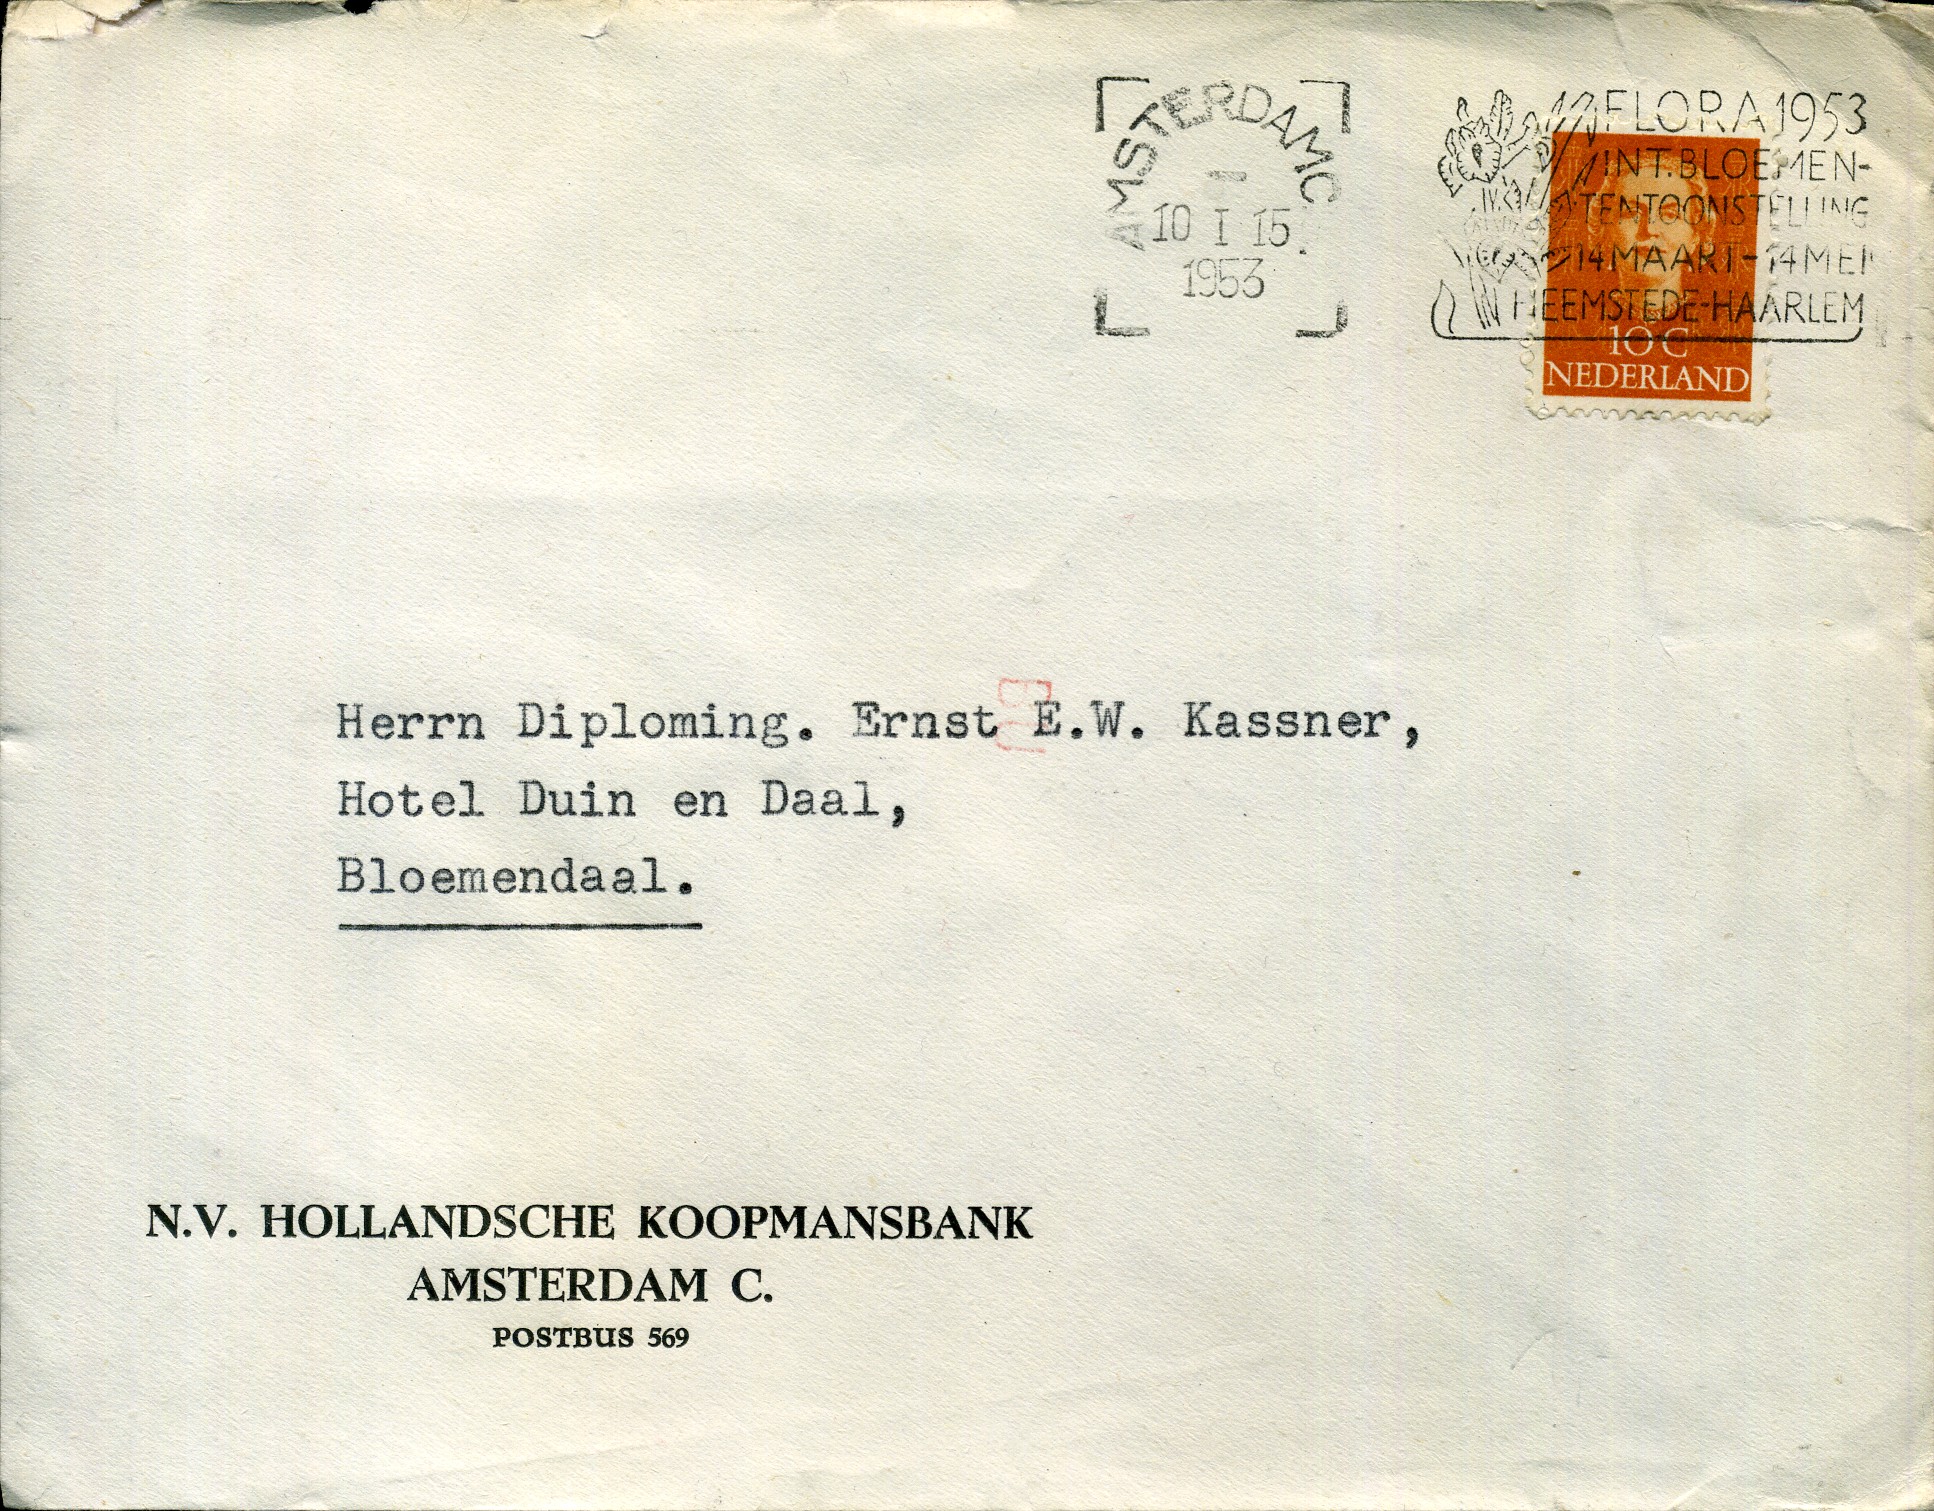 AMSTERDAM C
10 I 15
1953
FLORA 1953
INT. BLOEMEN-
TENTOONSTELLING
14 MAART - 14 MEI
HEEMSTEDE-HAARLEM
10 C
NEDERLAND
Herrn Diploming. Ernst E.W. Kassner,
Hotel Duin en Daal,
Bloemendaal.
N.V. HOLLANDSCHE KOOPMANSBANK
AMSTERDAM C.
POSTBUS 569